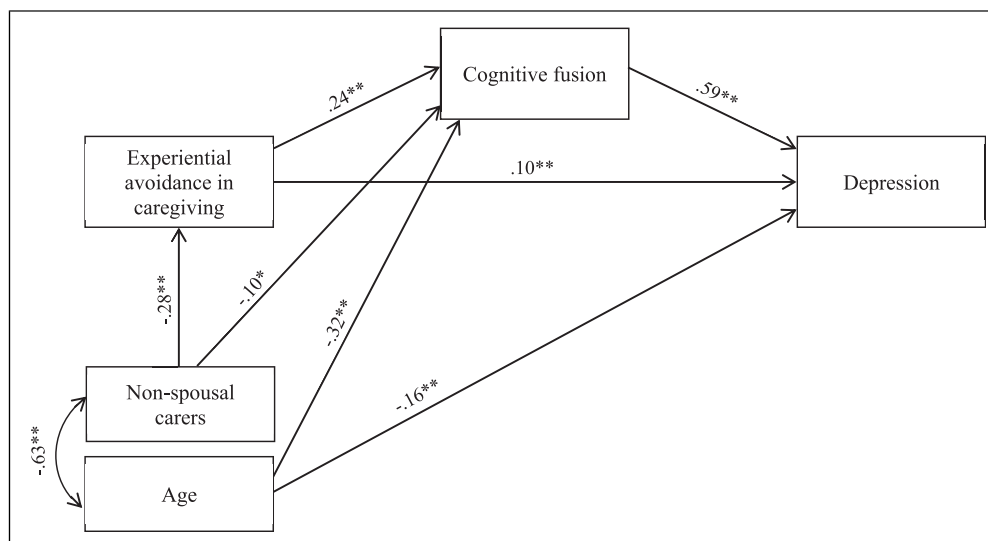 Cognitive fusion
.24**
.59**
Experiential
avoidance in
caregiving
.10**
Depression
-.28**
-.10*
-.32**
Non-spousal
carers
-.16**
-.63**
Age